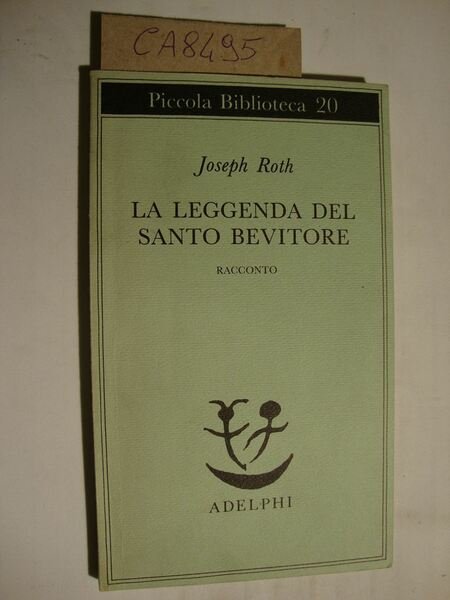 CA8495
Piccola Biblioteca 20
Joseph Roth
LA LEGGENDA DEL
SANTO BEVITORE
RACCONTO
ADELPHI